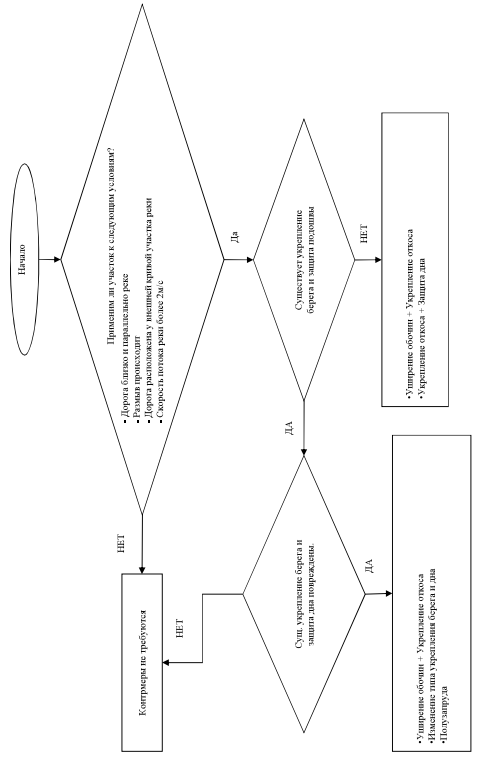 Начало
Применим ли участок к следующим условиям?
▪ Дорога близко и параллельно реке
▪ Размыв происходит
▪ Дорога расположена у внешней кривой участка реки
▪ Скорость потока реки более 2м/с
Да
НЕТ
Существует укрепление
берега и защита подошвы
НЕТ
•Уширение обочин + Укрепление откоса
•Укрепление откоса + Защита дна
ДА
Сущ. укрепление берега и
защита дна повреждены.
НЕТ
Контрмеры не требуются
ДА
•Уширение обочин + Укрепление откоса
•Изменение типа укрепления берега и дна
•Полузапруда